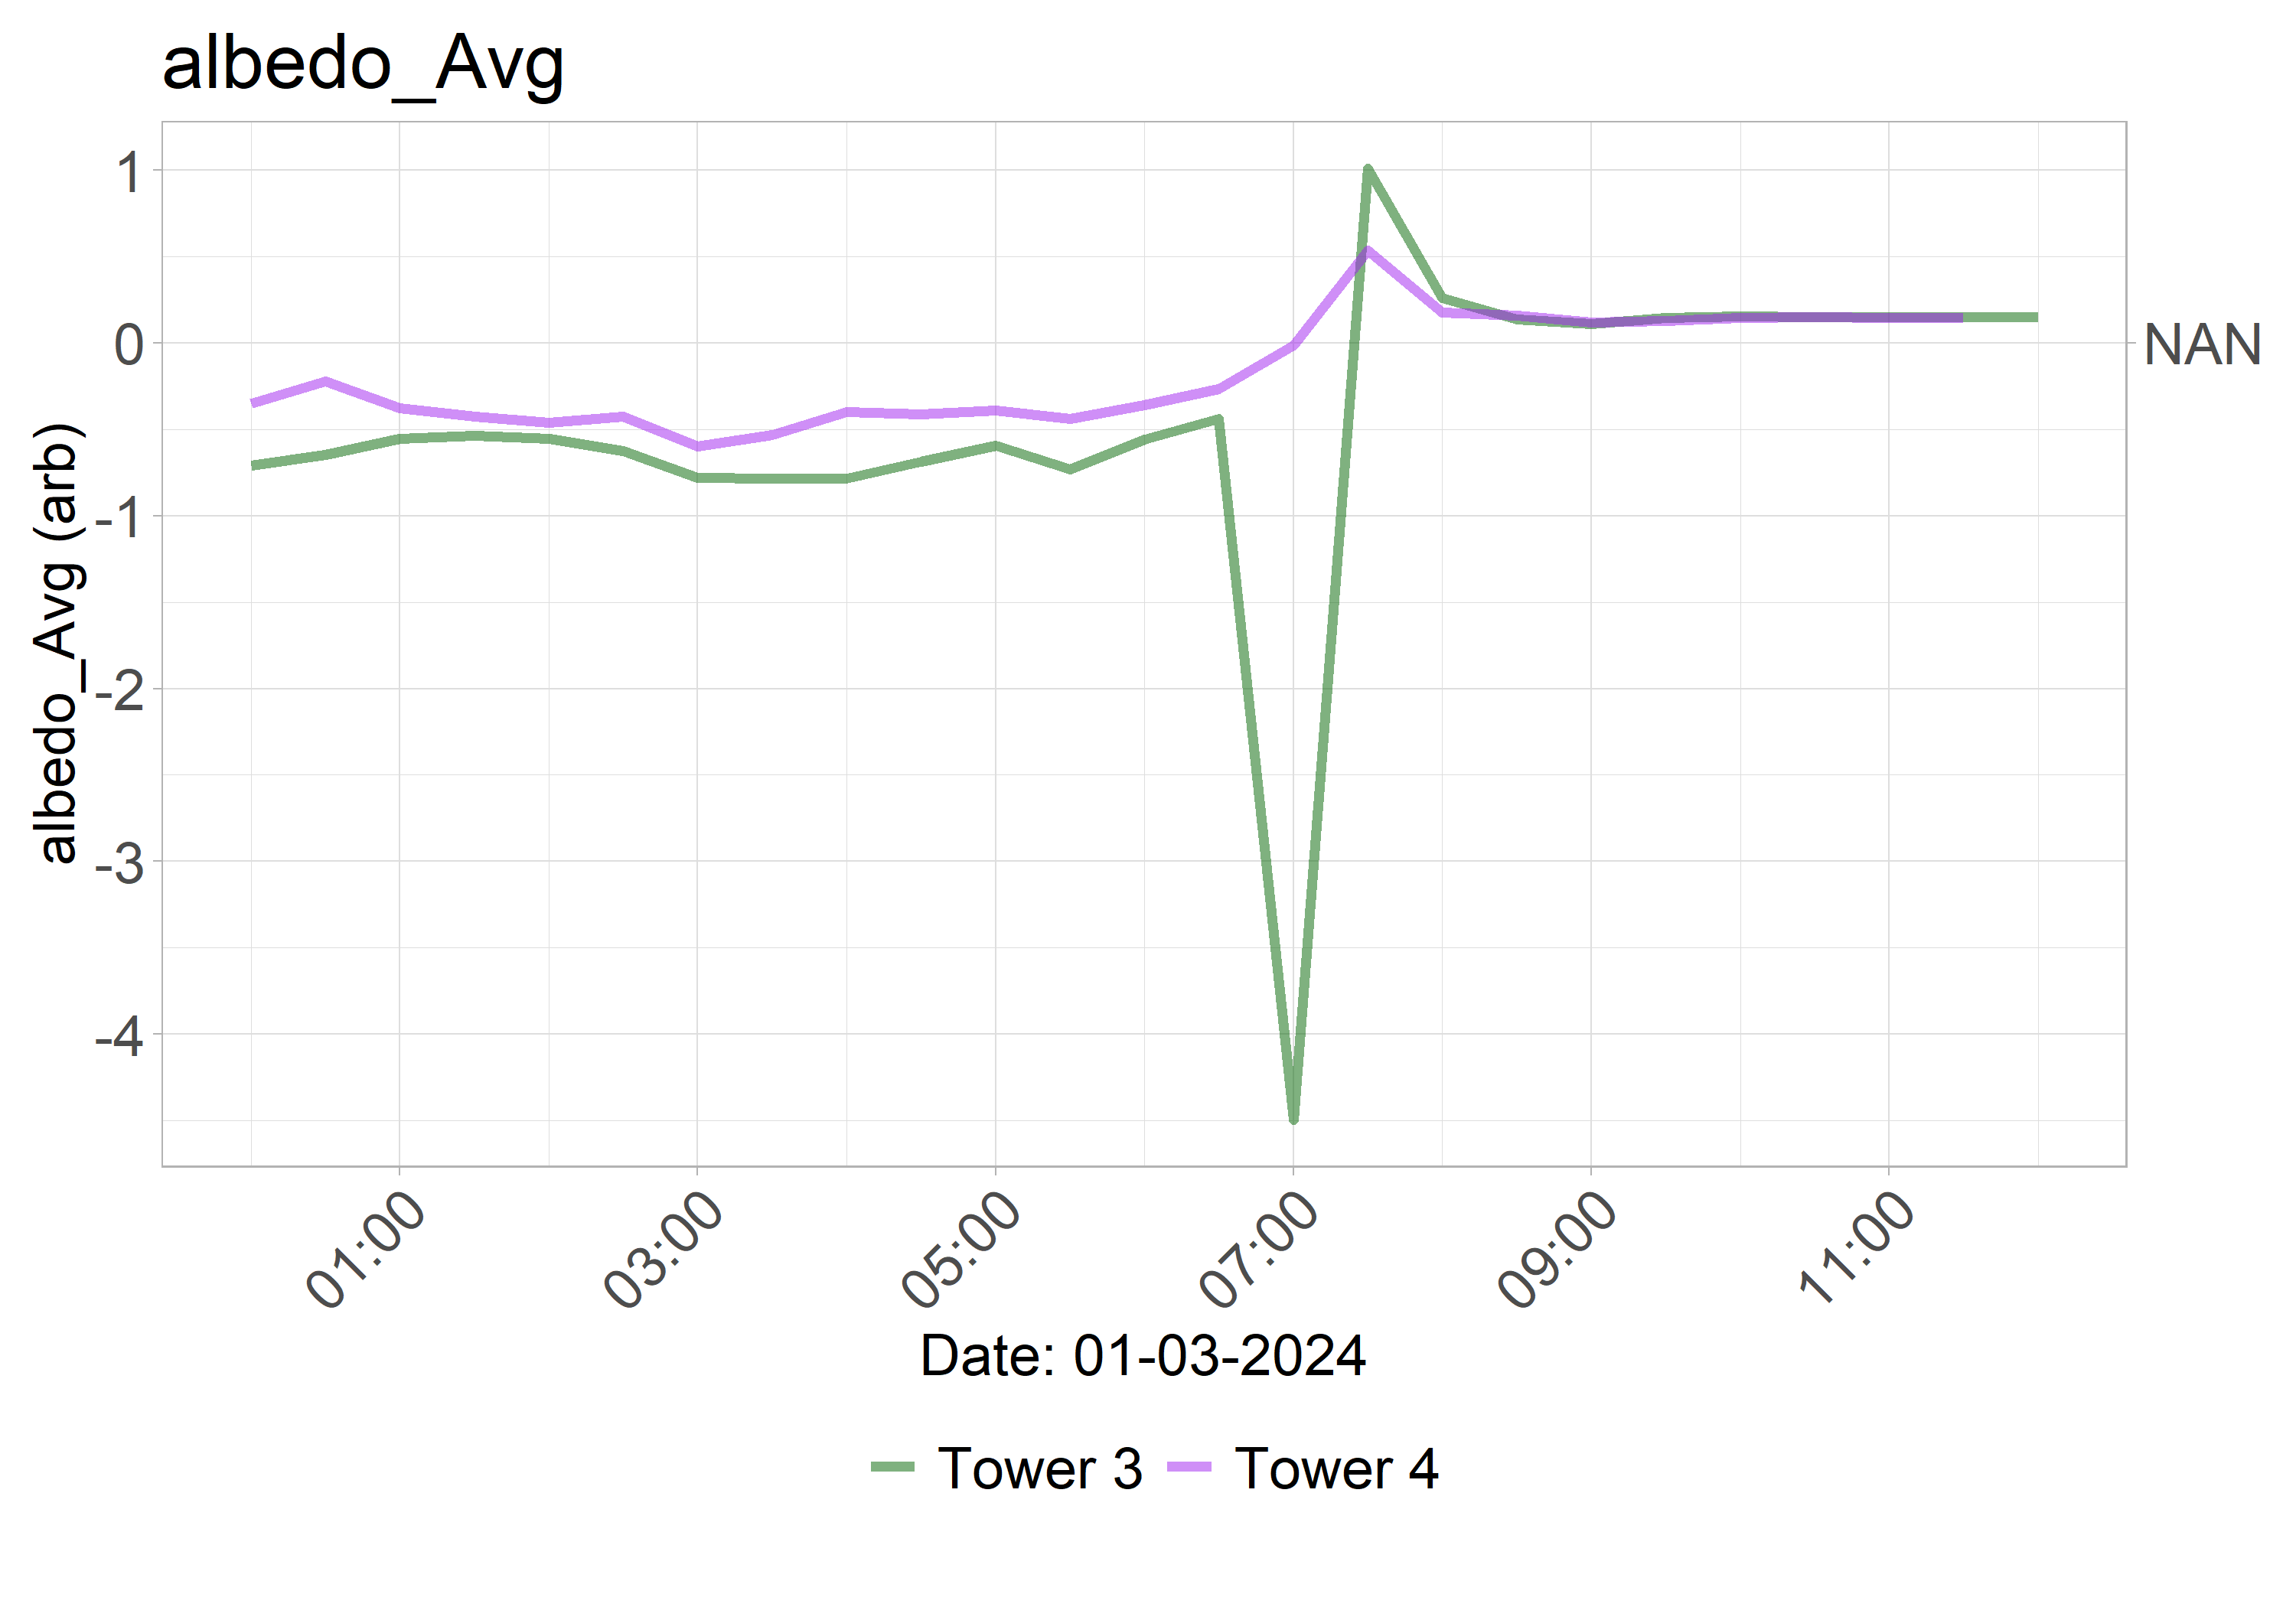 albedo_Avg
albedo_Avg (arb)
1
0
-1
-2
-3
-4
NAN
01:00
03:00
05:00
07:00
09:00
11:00
Date: 01-03-2024
Tower 3
Tower 4